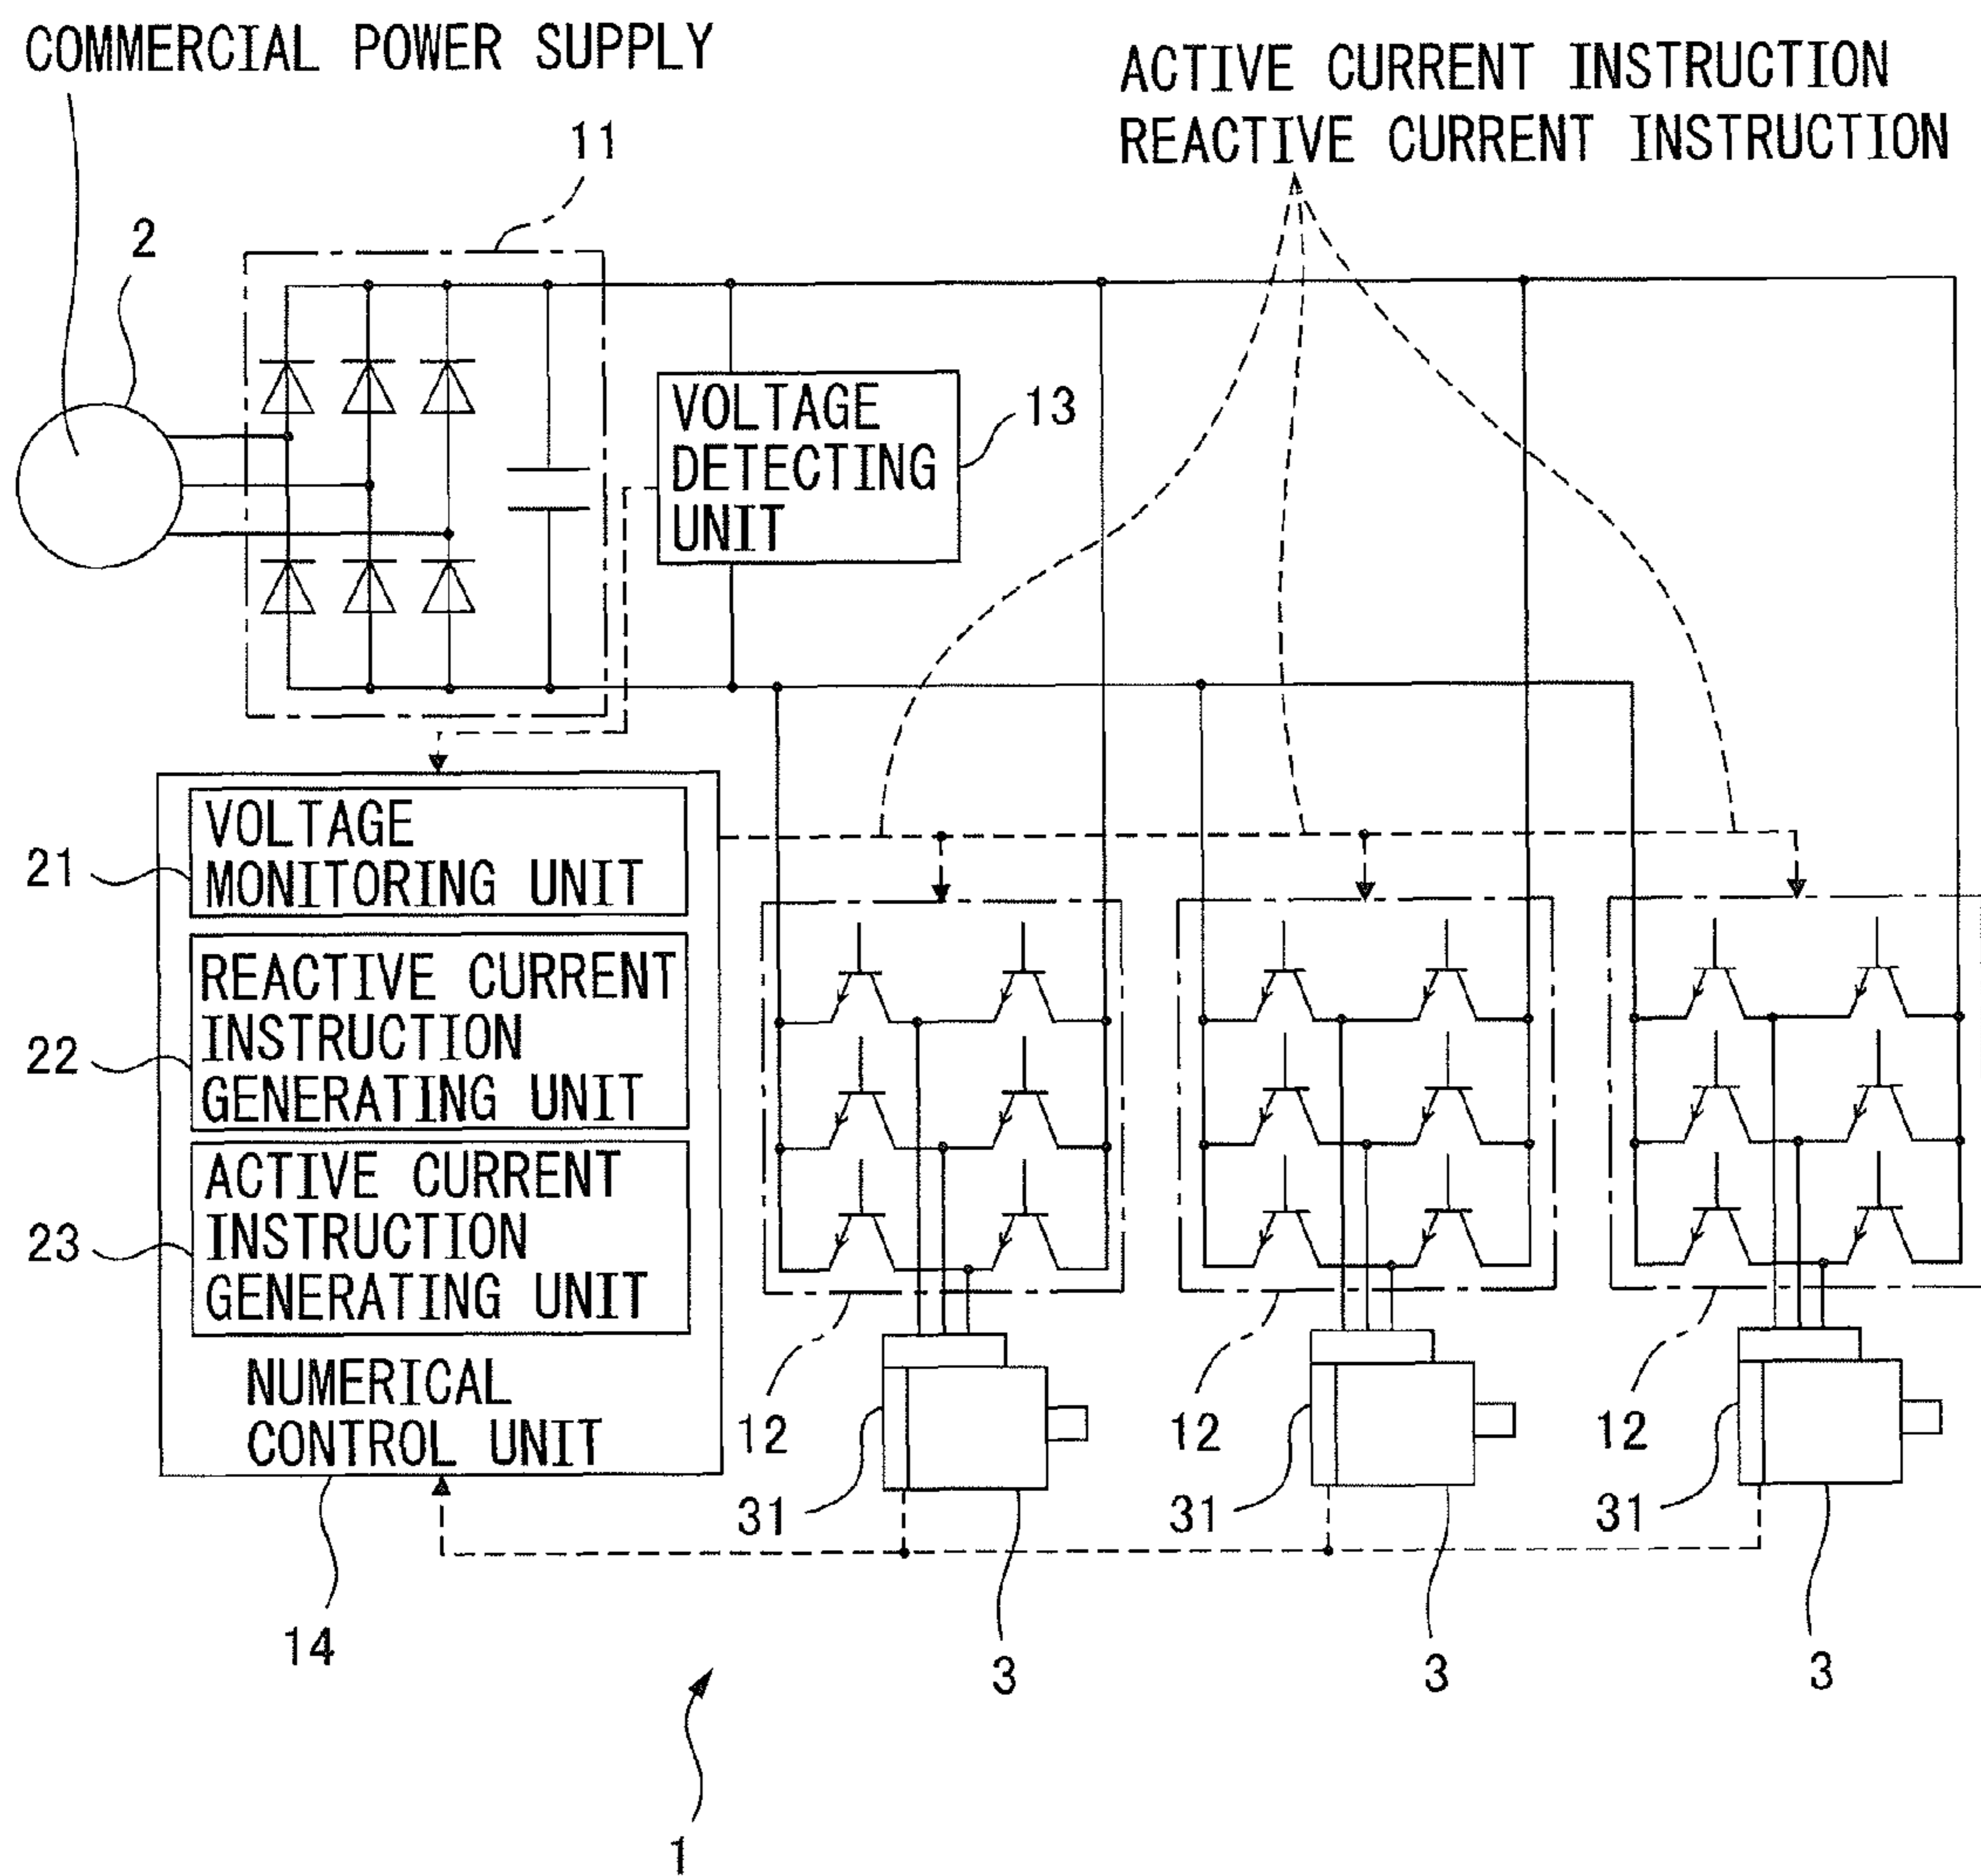 COMMERCIAL POWER SUPPLY
ACTIVE CURRENT INSTRUCTION
REACTIVE CURRENT INSTRUCTION
11
2
VOLTAGE
DETECTING
UNIT
13
VOLTAGE
MONITORING UNIT
21
REACTIVE CURRENT
INSTRUCTION
GENERATING UNIT
22
ACTIVE CURRENT
INSTRUCTION
GENERATING UNIT
23
NUMERICAL
CONTROL UNIT
12
12
12
31
31
31
14
3
3
3
1